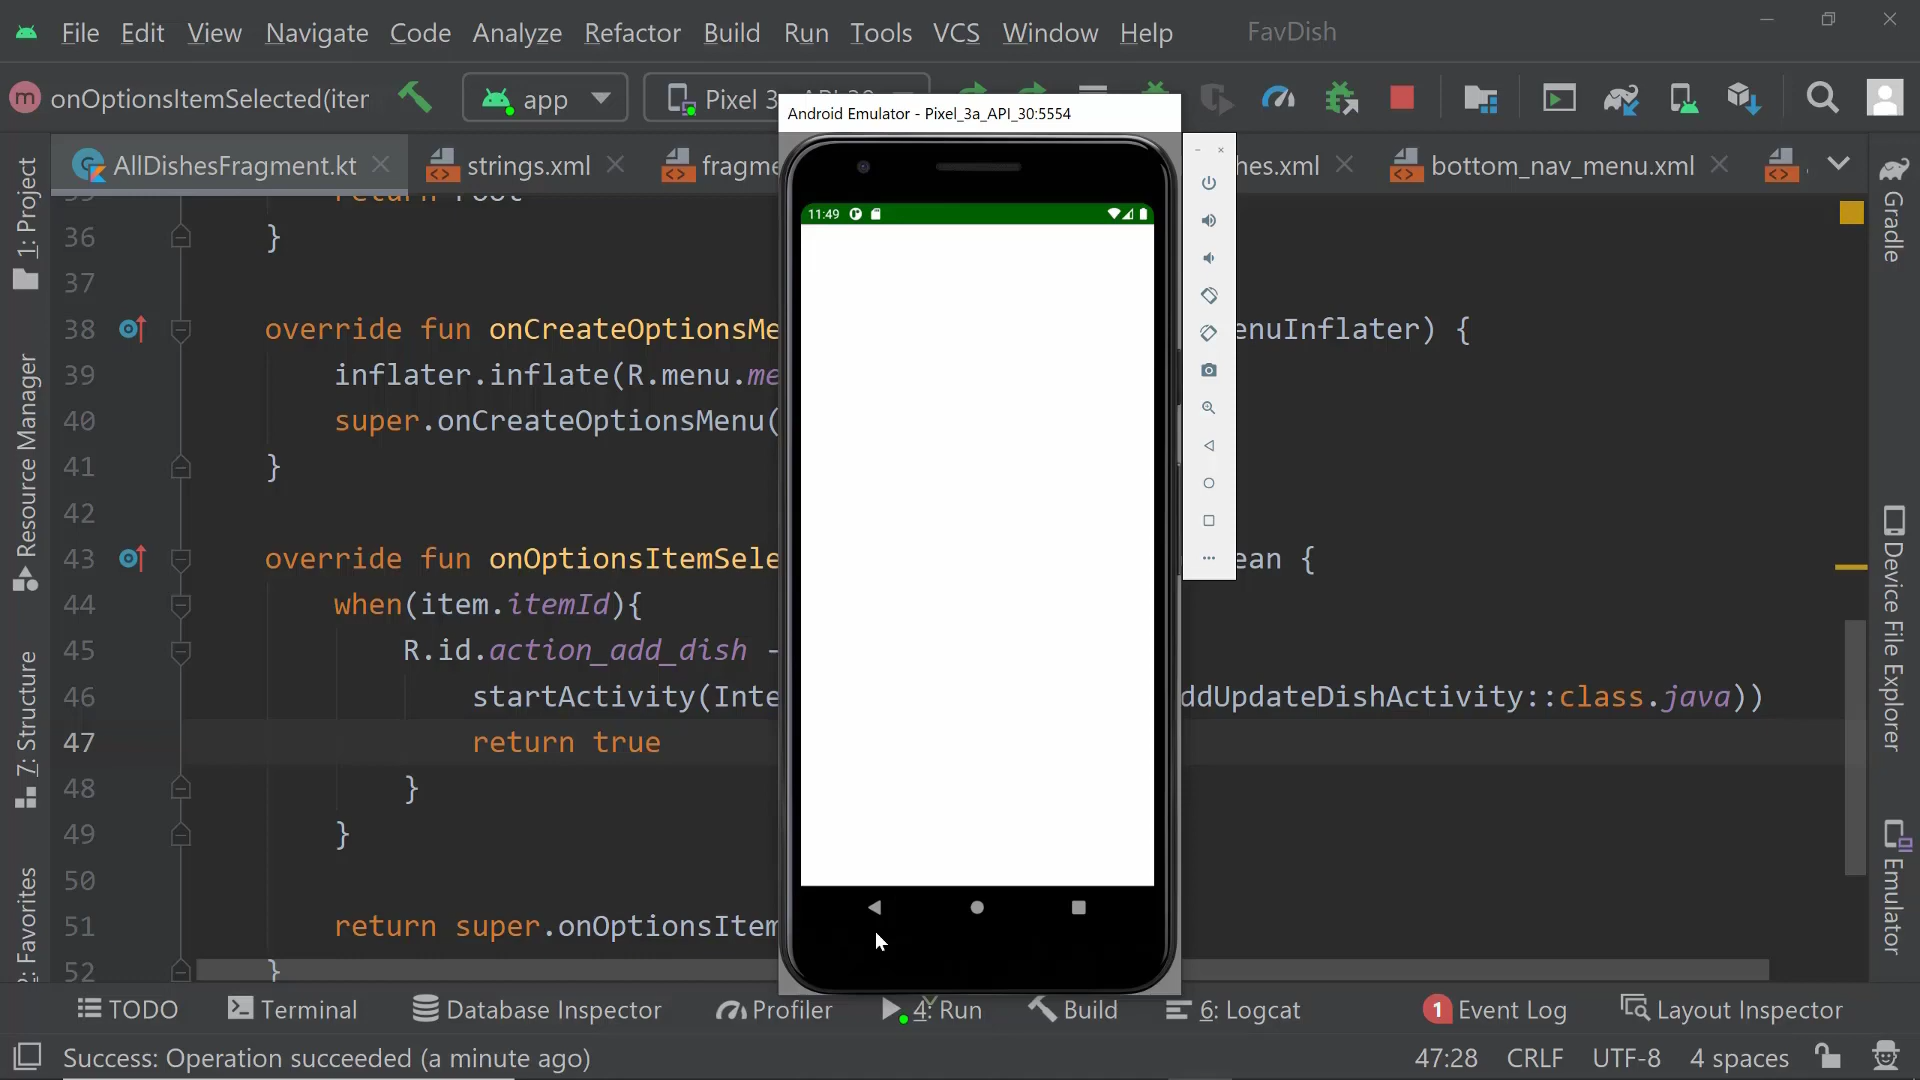 File Edit View Navigate Code Analyze Refactor Build Run Tools VCS Window Help FavDish
m onOptionsItemSelected(iter app Pixel 3
Android Emulator - Pixel_3a_API_30:5554
AllDishesFragment.kt strings.xml fragme hes.xml bottom_nav_menu.xml
11:49
36 }
37
38 override fun onCreateOptionsMe enuInflater) {
39 inflater.inflate(R.menu.me
40 super.onCreateOptionsMenu(
41 }
42
43 override fun onOptionsItemSele ean {
44 when(item.itemId){
45 R.id.action_add_dish -
46 startActivity(Inte ddUpdateDishActivity::class.java))
47 return true
48 }
49 }
50
51 return super.onOptionsItem
52 }
1: Project
Resource Manager
7: Structure
2: Favorites
Gradle
Device File Explorer
Emulator
TODO Terminal Database Inspector Profiler 4: Run Build 6: Logcat 1 Event Log Layout Inspector
Success: Operation succeeded (a minute ago) 47:28 CRLF UTF-8 4 spaces